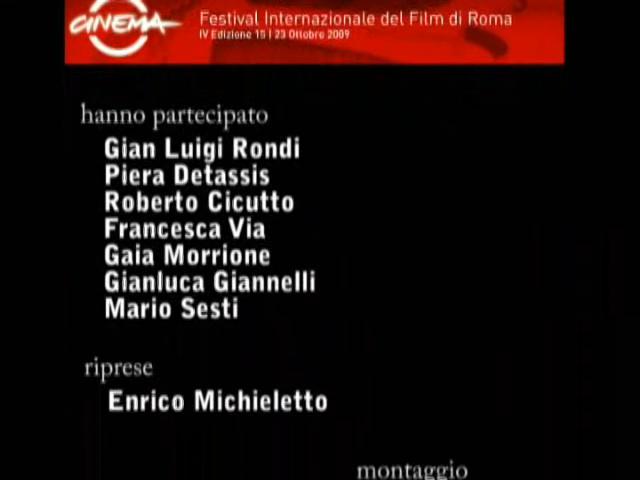 CINEMA
Festival Internazionale del Film di Roma
IV Edizione 15 | 23 Ottobre 2009
hanno partecipato
Gian Luigi Rondi
Piera Detassis
Roberto Cicutto
Francesca Via
Gaia Morrione
Gianluca Giannelli
Mario Sesti
riprese
Enrico Michieletto
montaggio